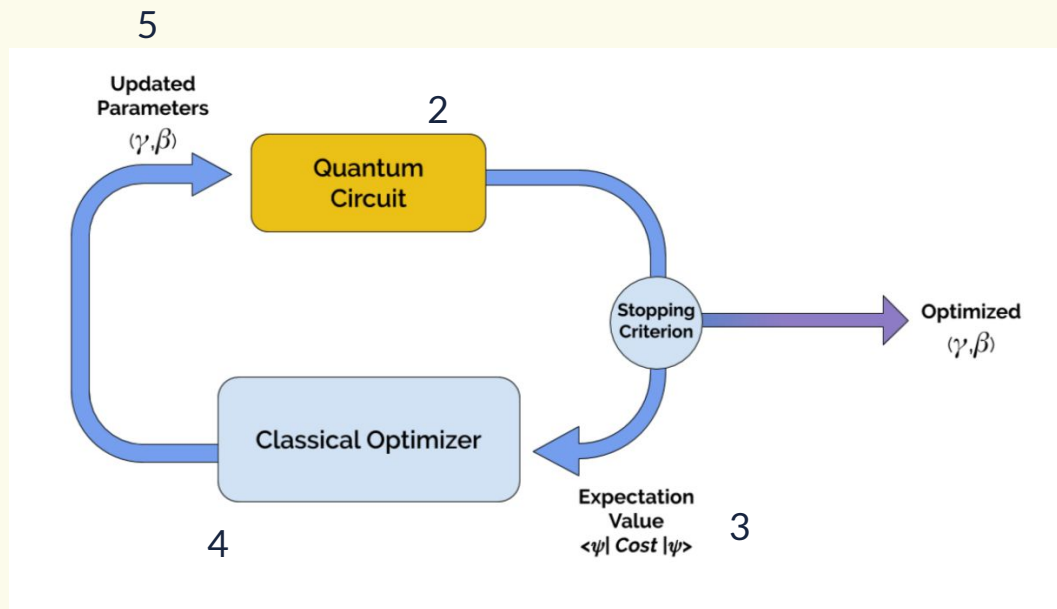 5
Updated
Parameters
(γ,β)
2
Quantum
Circuit
Stopping
Criterion
Optimized
(γ,β)
Classical Optimizer
Expectation
Value
<ψ| Cost |ψ>
3
4